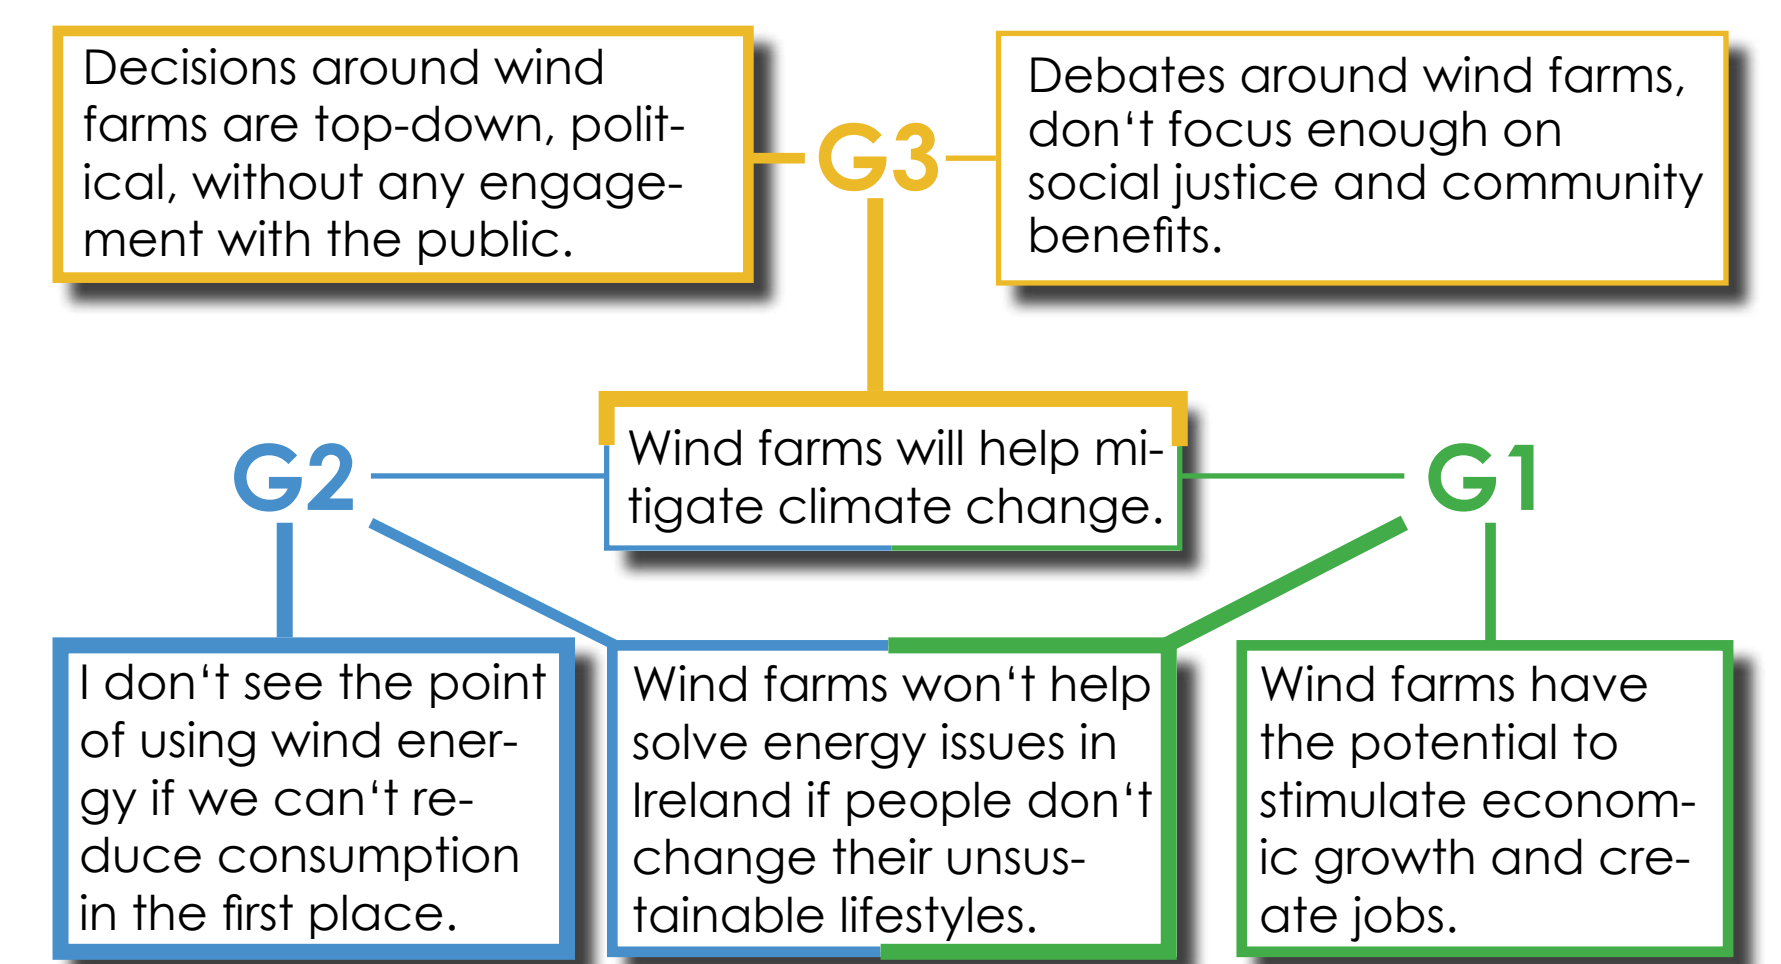 Decisions around wind
farms are top-down, polit-
ical, without any engage-
ment with the public.
G3
Debates around wind farms,
don‘t focus enough on
social justice and community
benefits.
G2
Wind farms will help mi-
tigate climate change.
G1
I don‘t see the point
of using wind ener-
gy if we can‘t re-
duce consumption
in the first place.
Wind farms won‘t help
solve energy issues in
Ireland if people don‘t
change their unsus-
tainable lifestyles.
Wind farms have
the potential to
stimulate econom-
ic growth and cre-
ate jobs.